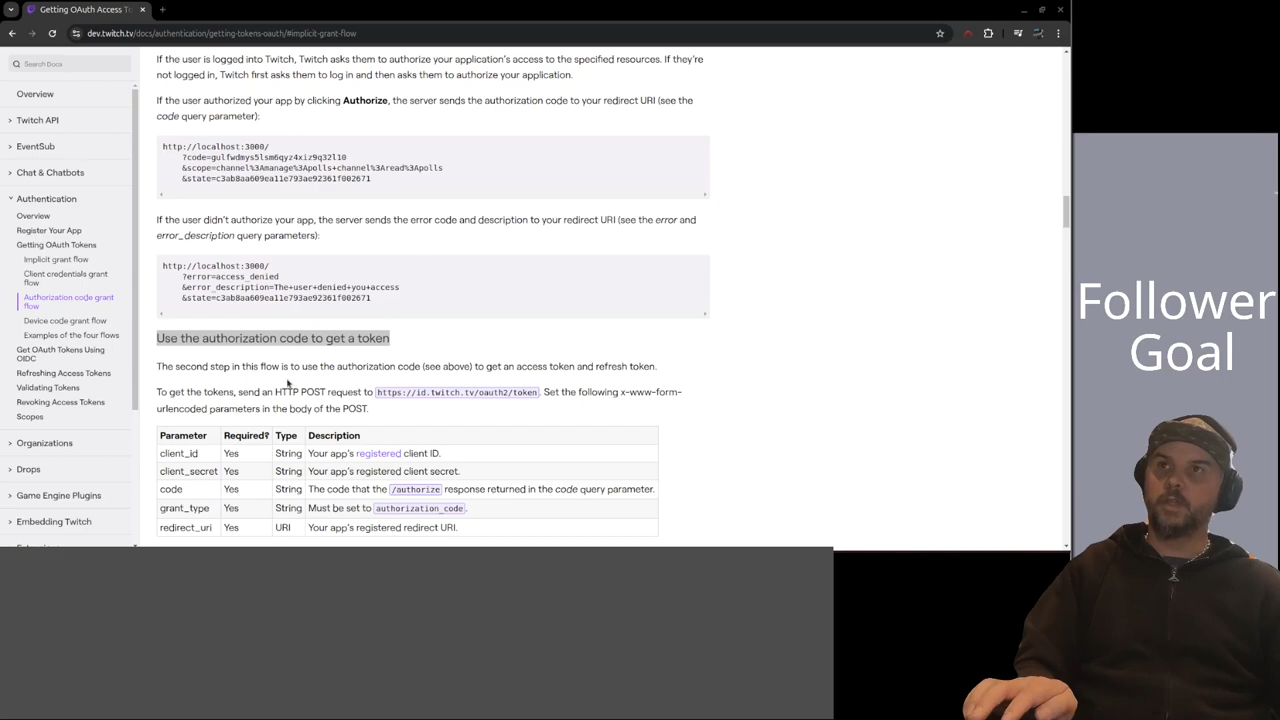 Getting OAuth Access To
dev.twitch.tv/docs/authentication/getting-tokens-oauth/#implicit-grant-flow
Search Docs
Overview
Twitch API
EventSub
Chat & Chatbots
Authentication
Overview
Register Your App
Getting OAuth Tokens
Implicit grant flow
Client credentials grant
flow
Authorization code grant
flow
Device code grant flow
Examples of the four flows
Get OAuth Tokens Using
OIDC
Refreshing Access Tokens
Validating Tokens
Revoking Access Tokens
Scopes
Organizations
Drops
Game Engine Plugins
Embedding Twitch
If the user is logged into Twitch, Twitch asks them to authorize your application's access to the specified resources. If they're
not logged in, Twitch first asks them to log in and then asks them to authorize your application.
If the user authorized your app by clicking Authorize, the server sends the authorization code to your redirect URI (see the
code query parameter):
http://localhost:3000/
?code=gulfwdmys5lsm6qyz4xiz9q32l10
&scope=channel%3Amanage%3Apolls+channel%3Aread%3Apolls
&state=c3ab8aa609ea11e793ae92361f002671
If the user didn't authorize your app, the server sends the error code and description to your redirect URI (see the error and
error_description query parameters):
http://localhost:3000/
?error=access_denied
&error_description=The+user+denied+you+access
&state=c3ab8aa609ea11e793ae92361f002671
Use the authorization code to get a token
The second step in this flow is to use the authorization code (see above) to get an access token and refresh token.
To get the tokens, send an HTTP POST request to https://id.twitch.tv/oauth2/token. Set the following x-www-form-
urlencoded parameters in the body of the POST.
Parameter Required? Type Description
client_id Yes String Your app's registered client ID.
client_secret Yes String Your app's registered client secret.
code Yes String The code that the /authorize response returned in the code query parameter.
grant_type Yes String Must be set to authorization_code.
redirect_uri Yes URI Your app's registered redirect URI.
Follower
Goal